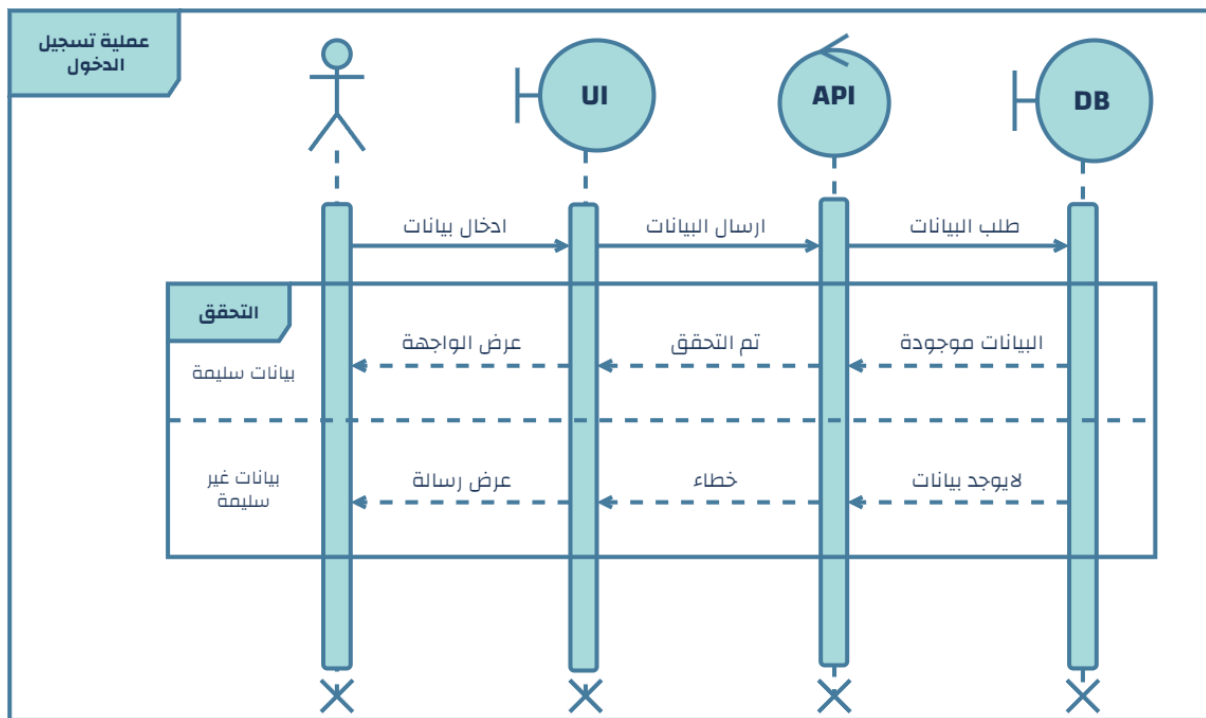 عملية تسجيل
الدخول
UI
API
DB
ادخال بيانات
ارسال البيانات
طلب البيانات
التحقق
عرض الواجهة
تم التحقق
البيانات موجودة
بيانات سليمة
بيانات غير
سليمة
عرض رسالة
خطاء
لايوجد بيانات